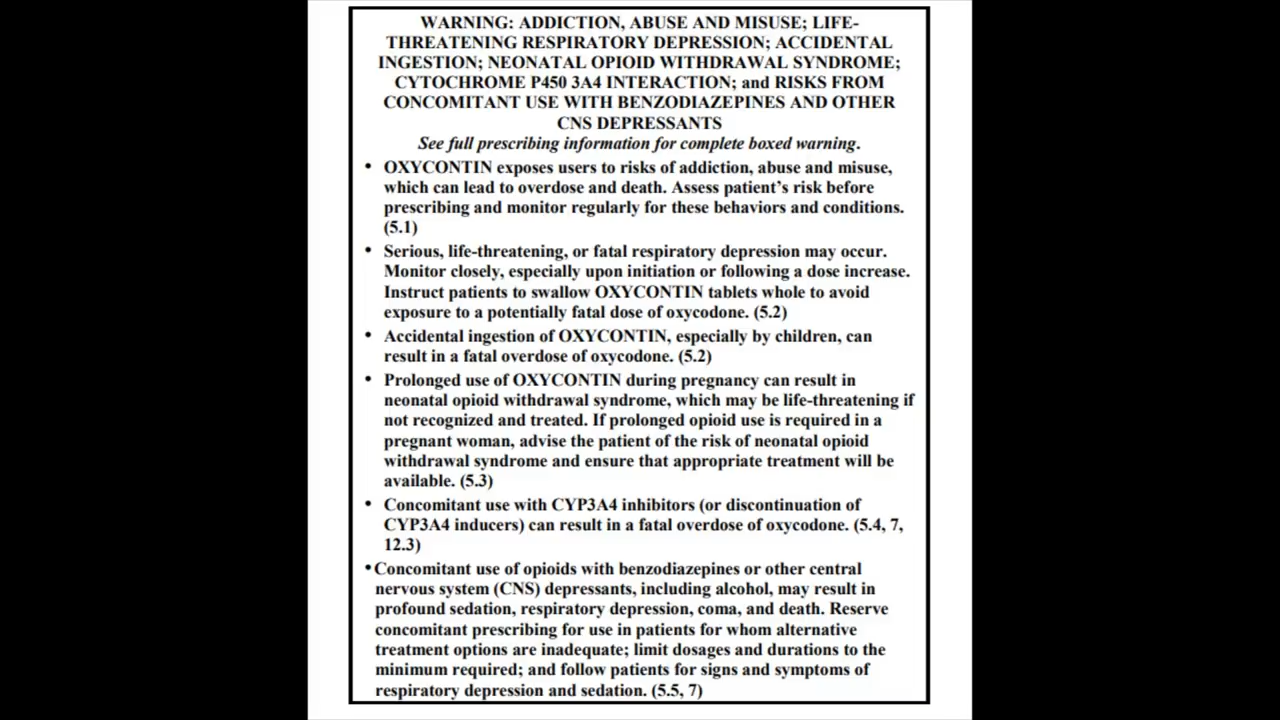 WARNING: ADDICTION, ABUSE AND MISUSE; LIFE-
THREATENING RESPIRATORY DEPRESSION; ACCIDENTAL
INGESTION; NEONATAL OPIOID WITHDRAWAL SYNDROME;
CYTOCHROME P450 3A4 INTERACTION; and RISKS FROM
CONCOMITANT USE WITH BENZODIAZEPINES AND OTHER
CNS DEPRESSANTS
See full prescribing information for complete boxed warning.
• OXYCONTIN exposes users to risks of addiction, abuse and misuse,
which can lead to overdose and death. Assess patient's risk before
prescribing and monitor regularly for these behaviors and conditions.
(5.1)
• Serious, life-threatening, or fatal respiratory depression may occur.
Monitor closely, especially upon initiation or following a dose increase.
Instruct patients to swallow OXYCONTIN tablets whole to avoid
exposure to a potentially fatal dose of oxycodone. (5.2)
• Accidental ingestion of OXYCONTIN, especially by children, can
result in a fatal overdose of oxycodone. (5.2)
• Prolonged use of OXYCONTIN during pregnancy can result in
neonatal opioid withdrawal syndrome, which may be life-threatening if
not recognized and treated. If prolonged opioid use is required in a
pregnant woman, advise the patient of the risk of neonatal opioid
withdrawal syndrome and ensure that appropriate treatment will be
available. (5.3)
• Concomitant use with CYP3A4 inhibitors (or discontinuation of
CYP3A4 inducers) can result in a fatal overdose of oxycodone. (5.4, 7,
12.3)
• Concomitant use of opioids with benzodiazepines or other central
nervous system (CNS) depressants, including alcohol, may result in
profound sedation, respiratory depression, coma, and death. Reserve
concomitant prescribing for use in patients for whom alternative
treatment options are inadequate; limit dosages and durations to the
minimum required; and follow patients for signs and symptoms of
respiratory depression and sedation. (5.5, 7)